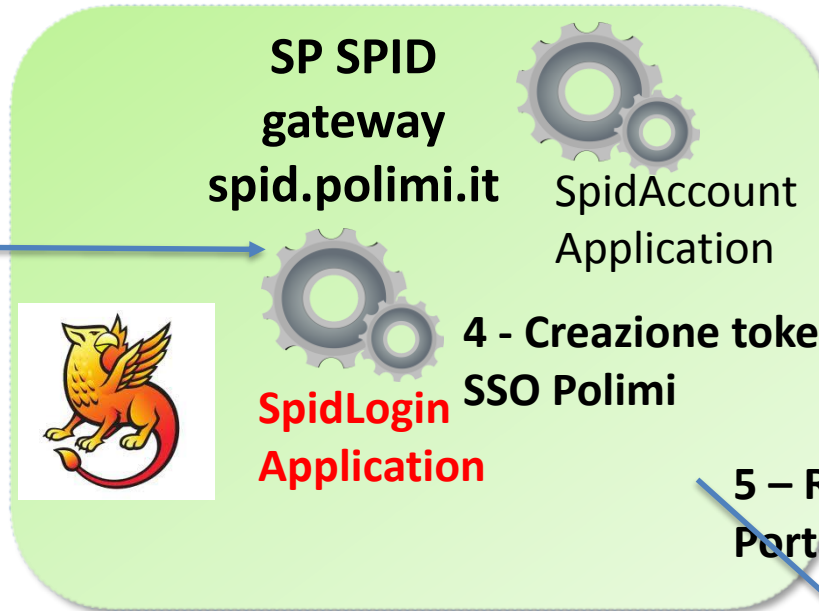 SP SPID
gateway
spid.polimi.it
SpidAccount
Application
4 - Creazione toke
SSO Polimi
SpidLogin
Application
5 – R
Port